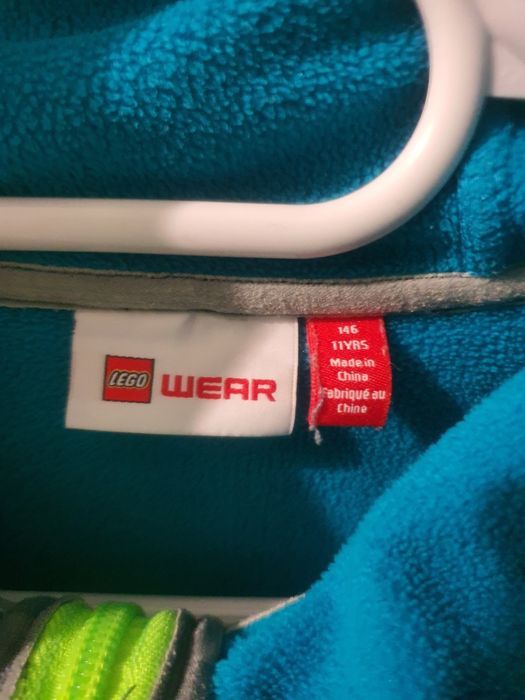 LEGO WEAR
146
11YRS
Made in
China
Fabriqué au
Chine